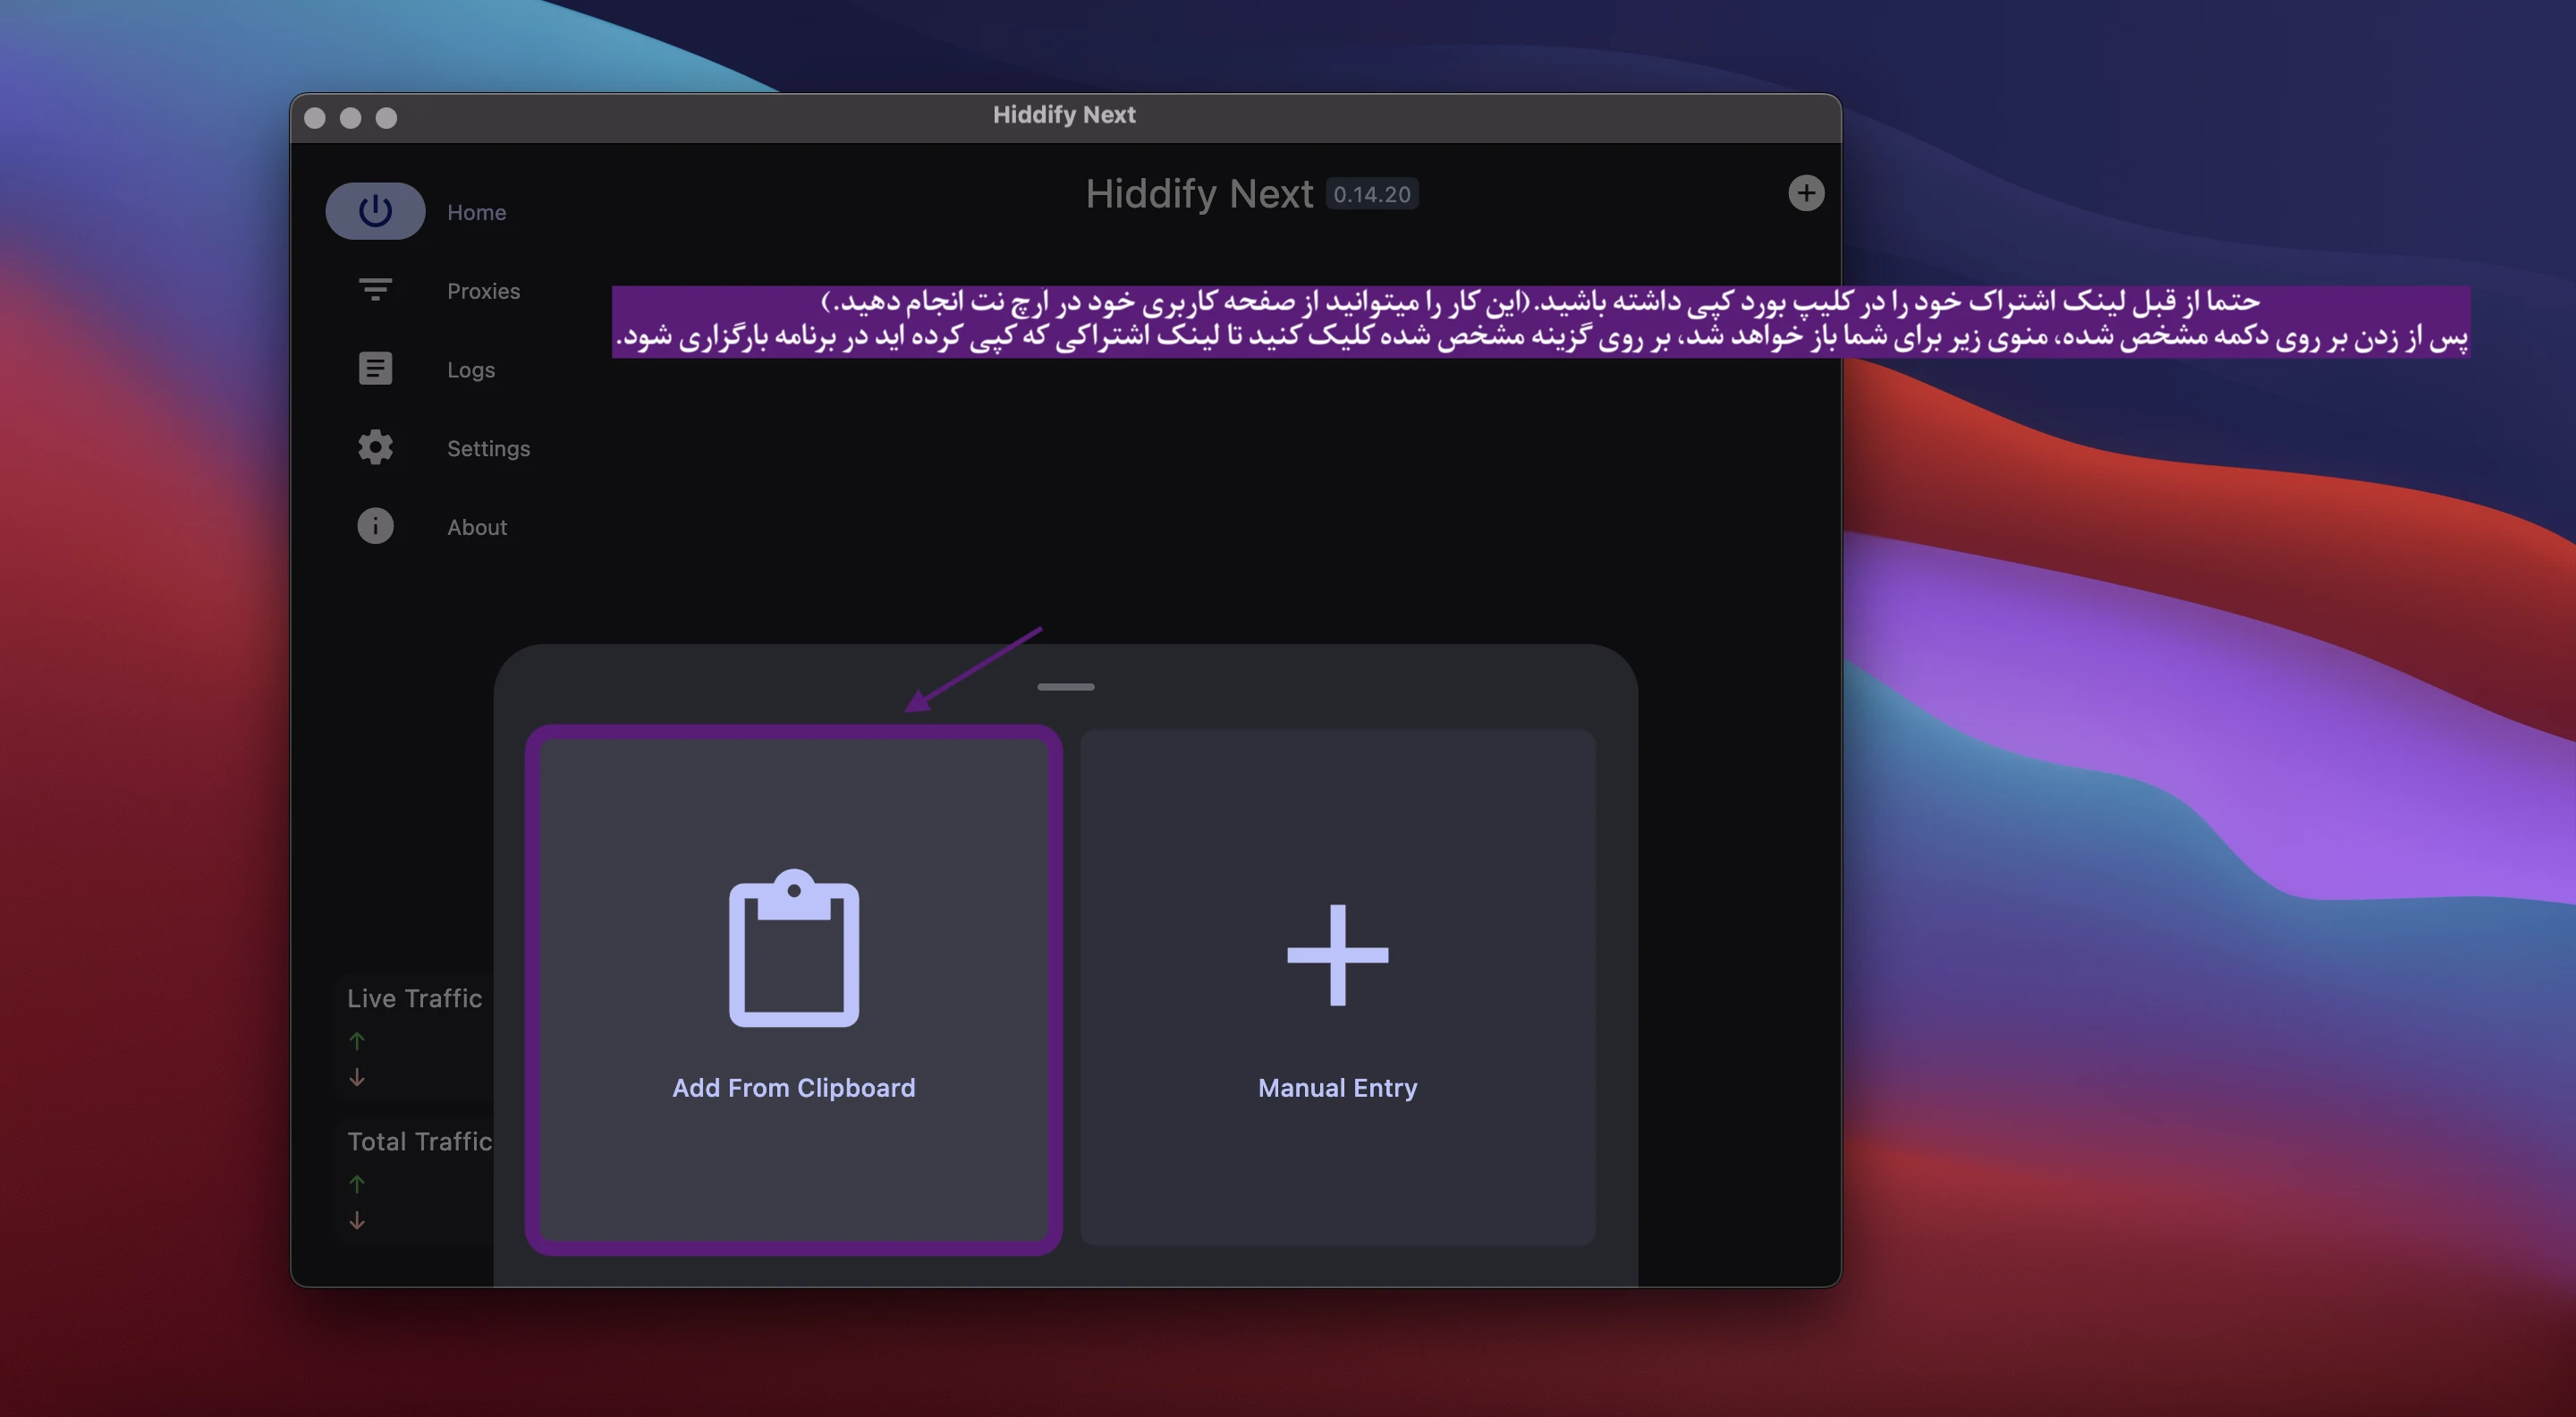 Hiddify Next
Hiddify Next 0.14.20
Home
Proxies
Logs
Settings
About
حتما از قبل لینک اشتراک خود را در کلیپ بورد کپی داشته باشید.(این کار را میتوانید از صفحه کاربری خود در آرچ نت انجام دهید.)
پس از زدن بر روی دکمه مشخص شده، منوی زیر برای شما باز خواهد شد، بر روی گزینه مشخص شده کلیک کنید تا لینک اشتراکی که کپی کرده اید در برنامه بارگزاری شود.
Add From Clipboard
Manual Entry
Live Traffic
Total Traffic